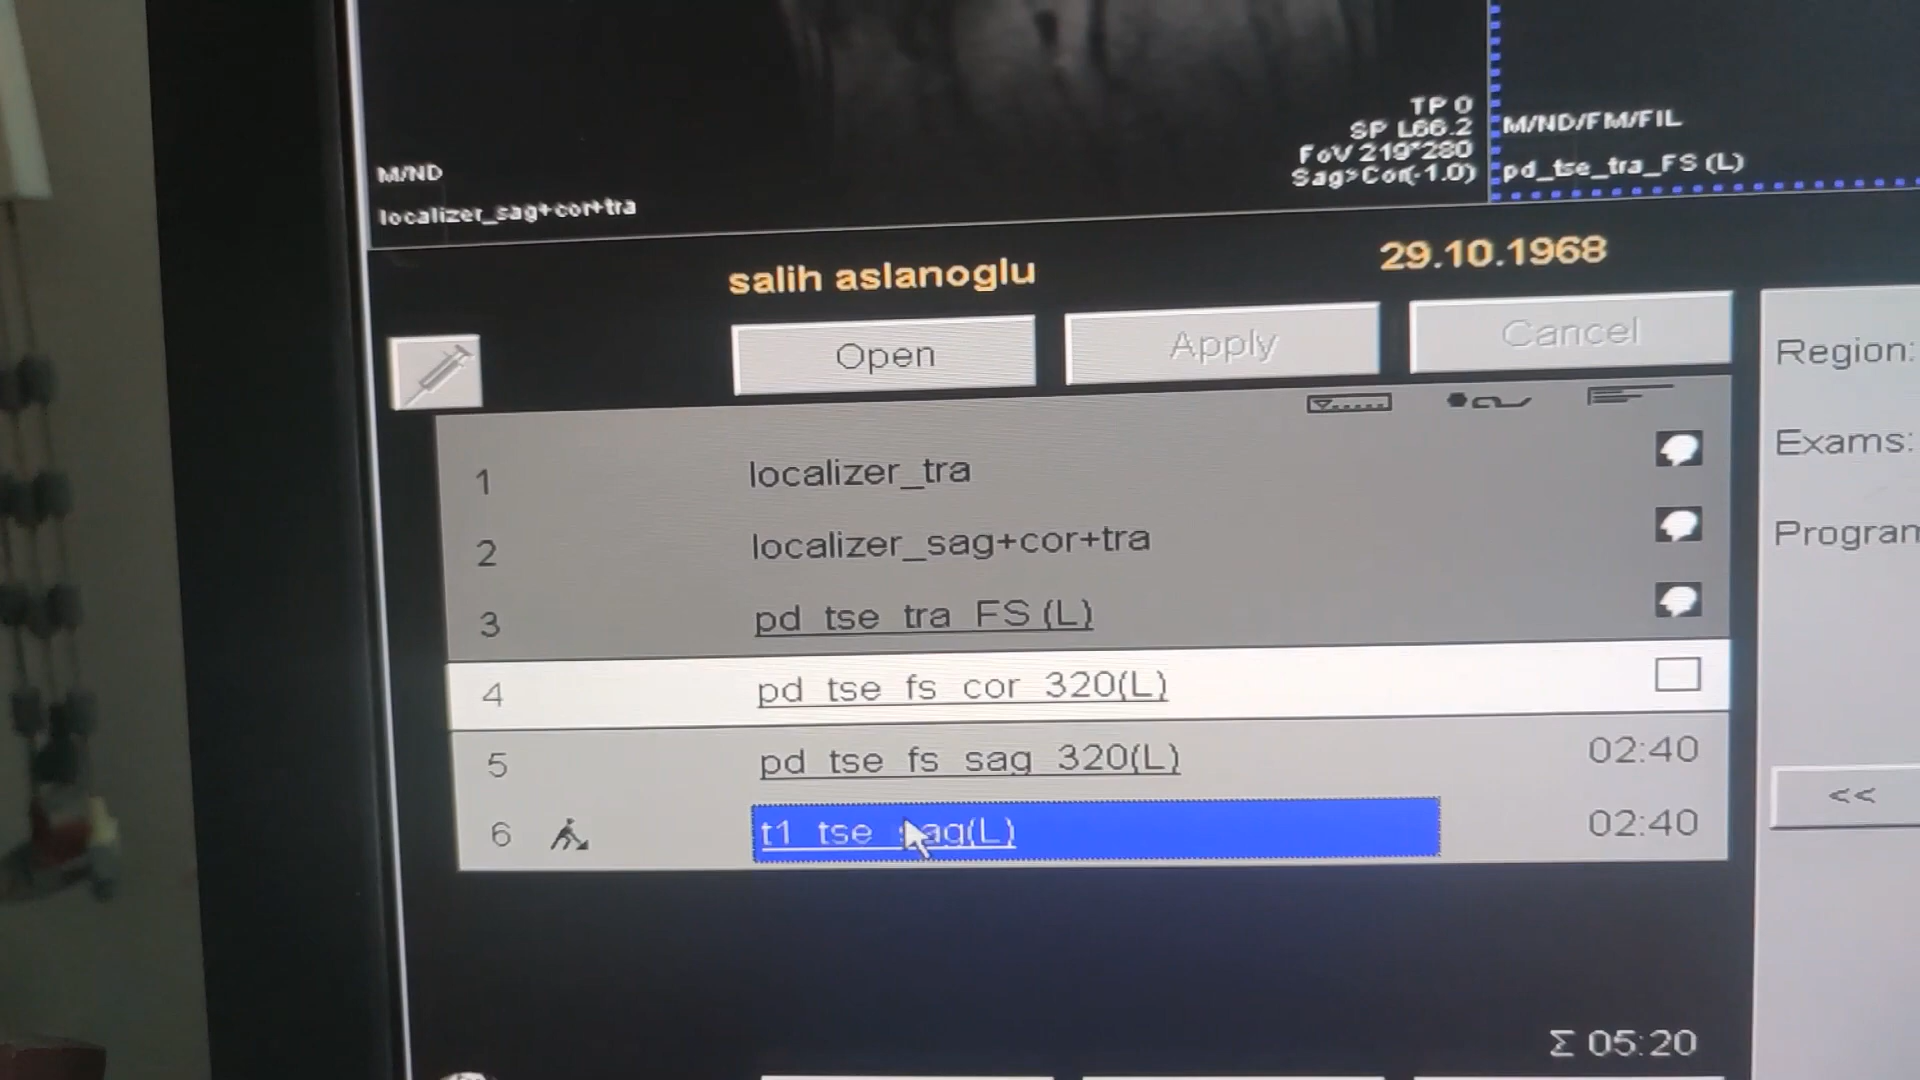 TP 0
SP L66.2
FoV 219*280
Sag>Cor(-1.0)
M/ND
localizer_sag+cor+tra
M/ND/FM/FIL
pd_tse_tra_FS (L)
salih aslanoglu
29.10.1968
Open
Apply
Cancel
1 localizer_tra
2 localizer_sag+cor+tra
3 pd_tse_tra_FS (L)
4 pd_tse_fs_cor_320(L)
5 pd_tse_fs_sag_320(L) 02:40
6 t1_tse_sag(L) 02:40
Σ 05:20
Region:
Exams:
Program
<<